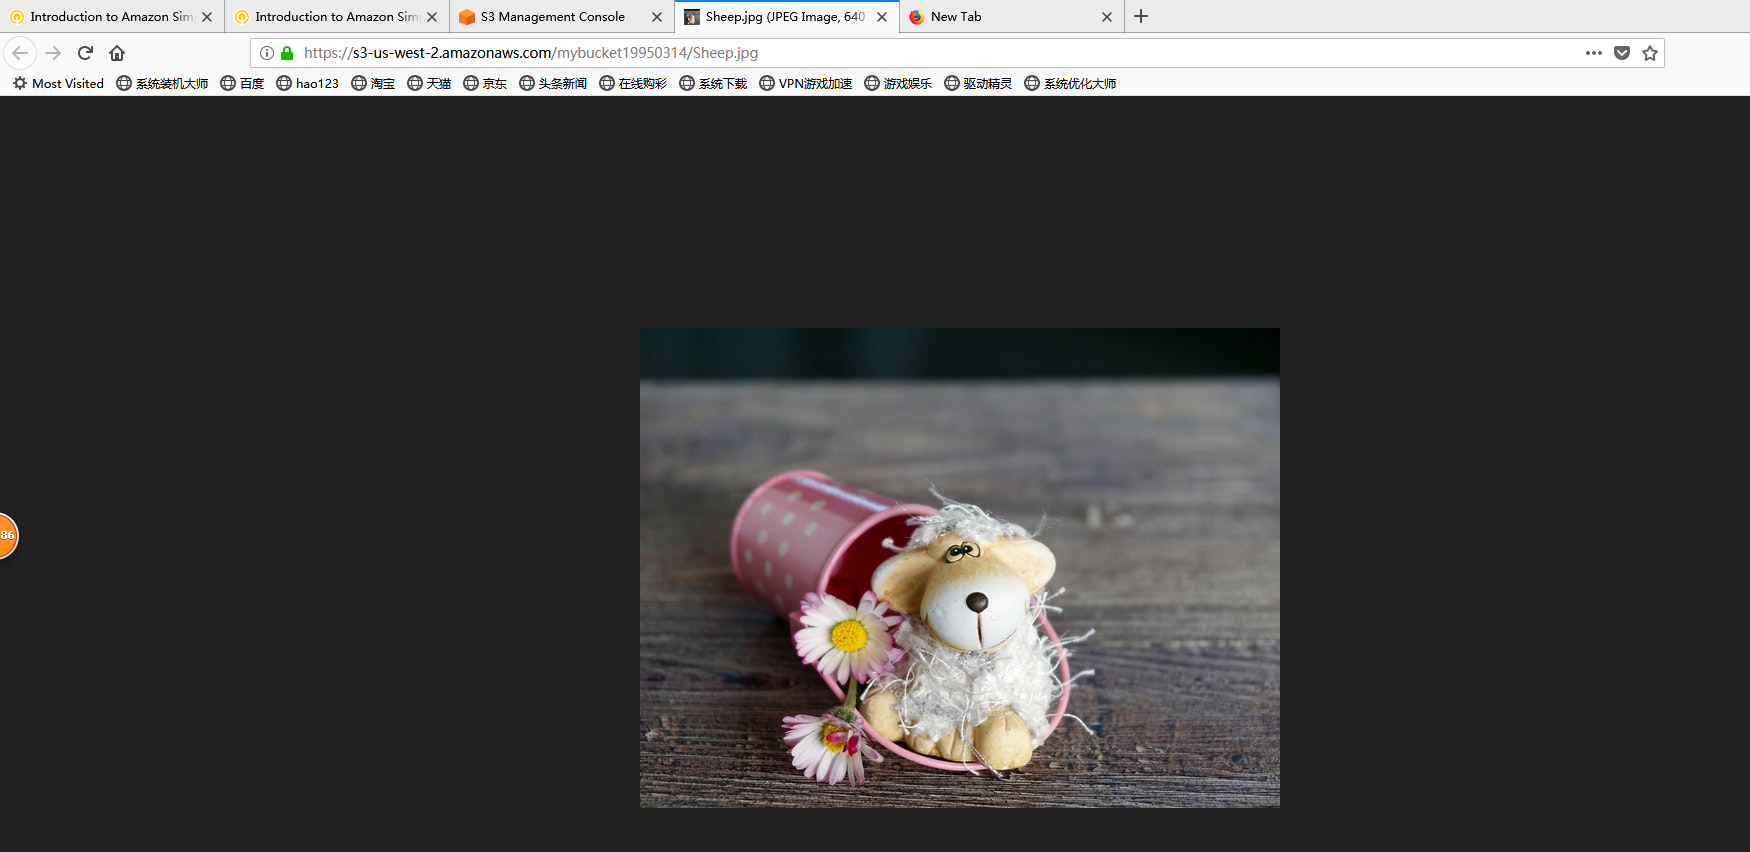 Introduction to Amazon Sim
Introduction to Amazon Sim
S3 Management Console
Sheep.jpg (JPEG Image, 640
New Tab
https://s3-us-west-2.amazonaws.com/mybucket19950314/Sheep.jpg
Most Visited
系统装机大师
百度
hao123
淘宝
天猫
京东
头条新闻
在线购彩
系统下载
VPN游戏加速
游戏娱乐
驱动精灵
系统优化大师
86